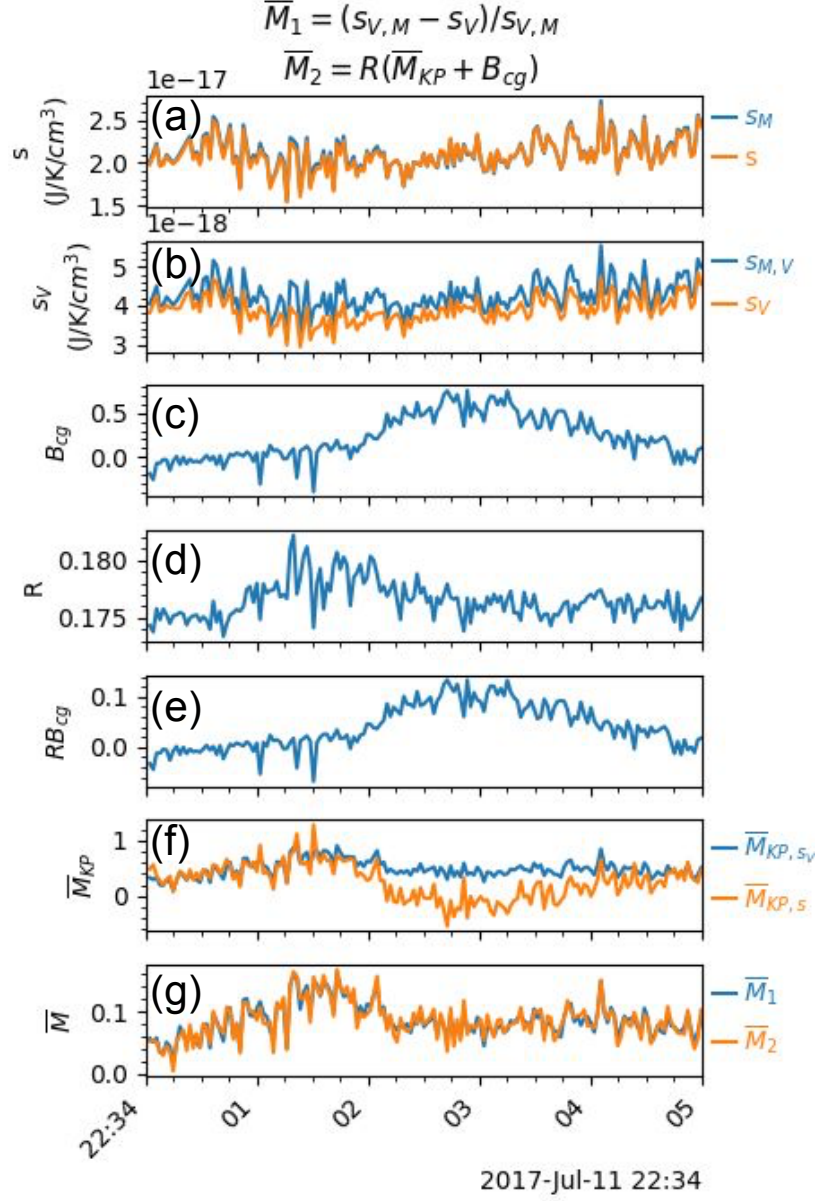 M̅₁ = (s_{V,M} − s_V)/s_{V,M}
M̅₂ = R(M̅_{KP} + B_{cg})
1e−17
(a)
s
(J/K/cm³)
2.5
2.0
1.5
s_M
s
1e−18
(b)
s_V
(J/K/cm³)
5
4
3
s_{M,V}
s_V
(c)
B_{cg}
0.5
0.0
(d)
R
0.180
0.175
(e)
RB_{cg}
0.1
0.0
(f)
M̅_{KP}
1
0
M̅_{KP,s_V}
M̅_{KP,s}
(g)
M̅
0.1
0.0
M̅₁
M̅₂
22:34 01 02 03 04 05
2017-Jul-11 22:34